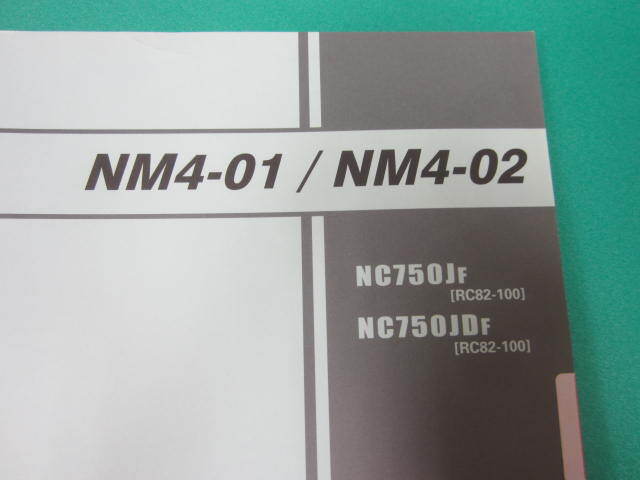 NM4-01 / NM4-02
NC750JF
[RC82-100]
NC750JDF
[RC82-100]